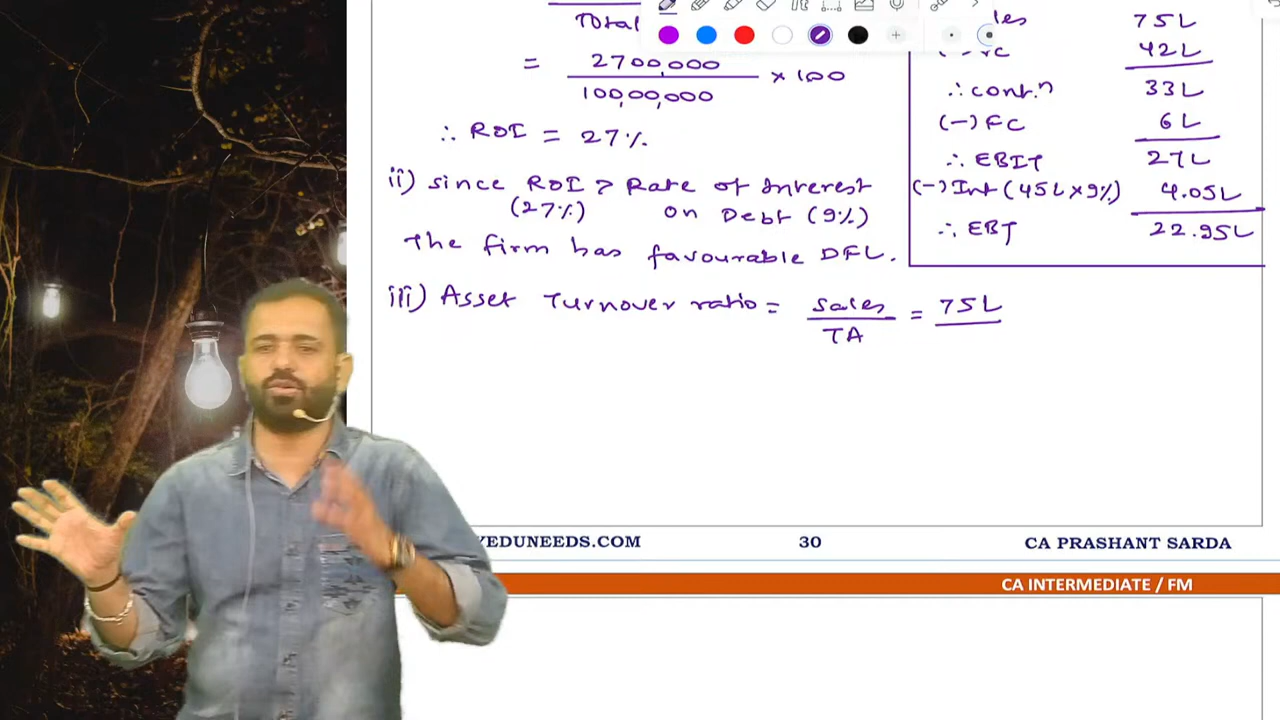 Total
= 2700,000 / 100,00,000 × 100
∴ ROI = 27%
ii) since ROI > Rate of Interest
(27%) on Debt (9%)
The firm has favourable DFL.
iii) Asset Turnover ratio = Sales / TA = 75L
75L
42L
∴ contn 33L
(-) FC 6L
∴ EBIT 27L
(-) Int (45L×9%) 4.05L
∴ EBT 22.95L
EDUNEEDS.COM 30 CA PRASHANT SARDA
CA INTERMEDIATE / FM